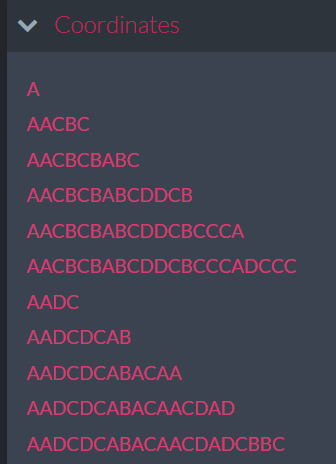 Coordinates
A
AACBC
AACBCBABC
AACBCBABCDDCB
AACBCBABCDDCBCCCA
AACBCBABCDDCBCCCADCCC
AADC
AADCDCAB
AADCDCABACAA
AADCDCABACAACDAD
AADCDCABACAACDADCBBC